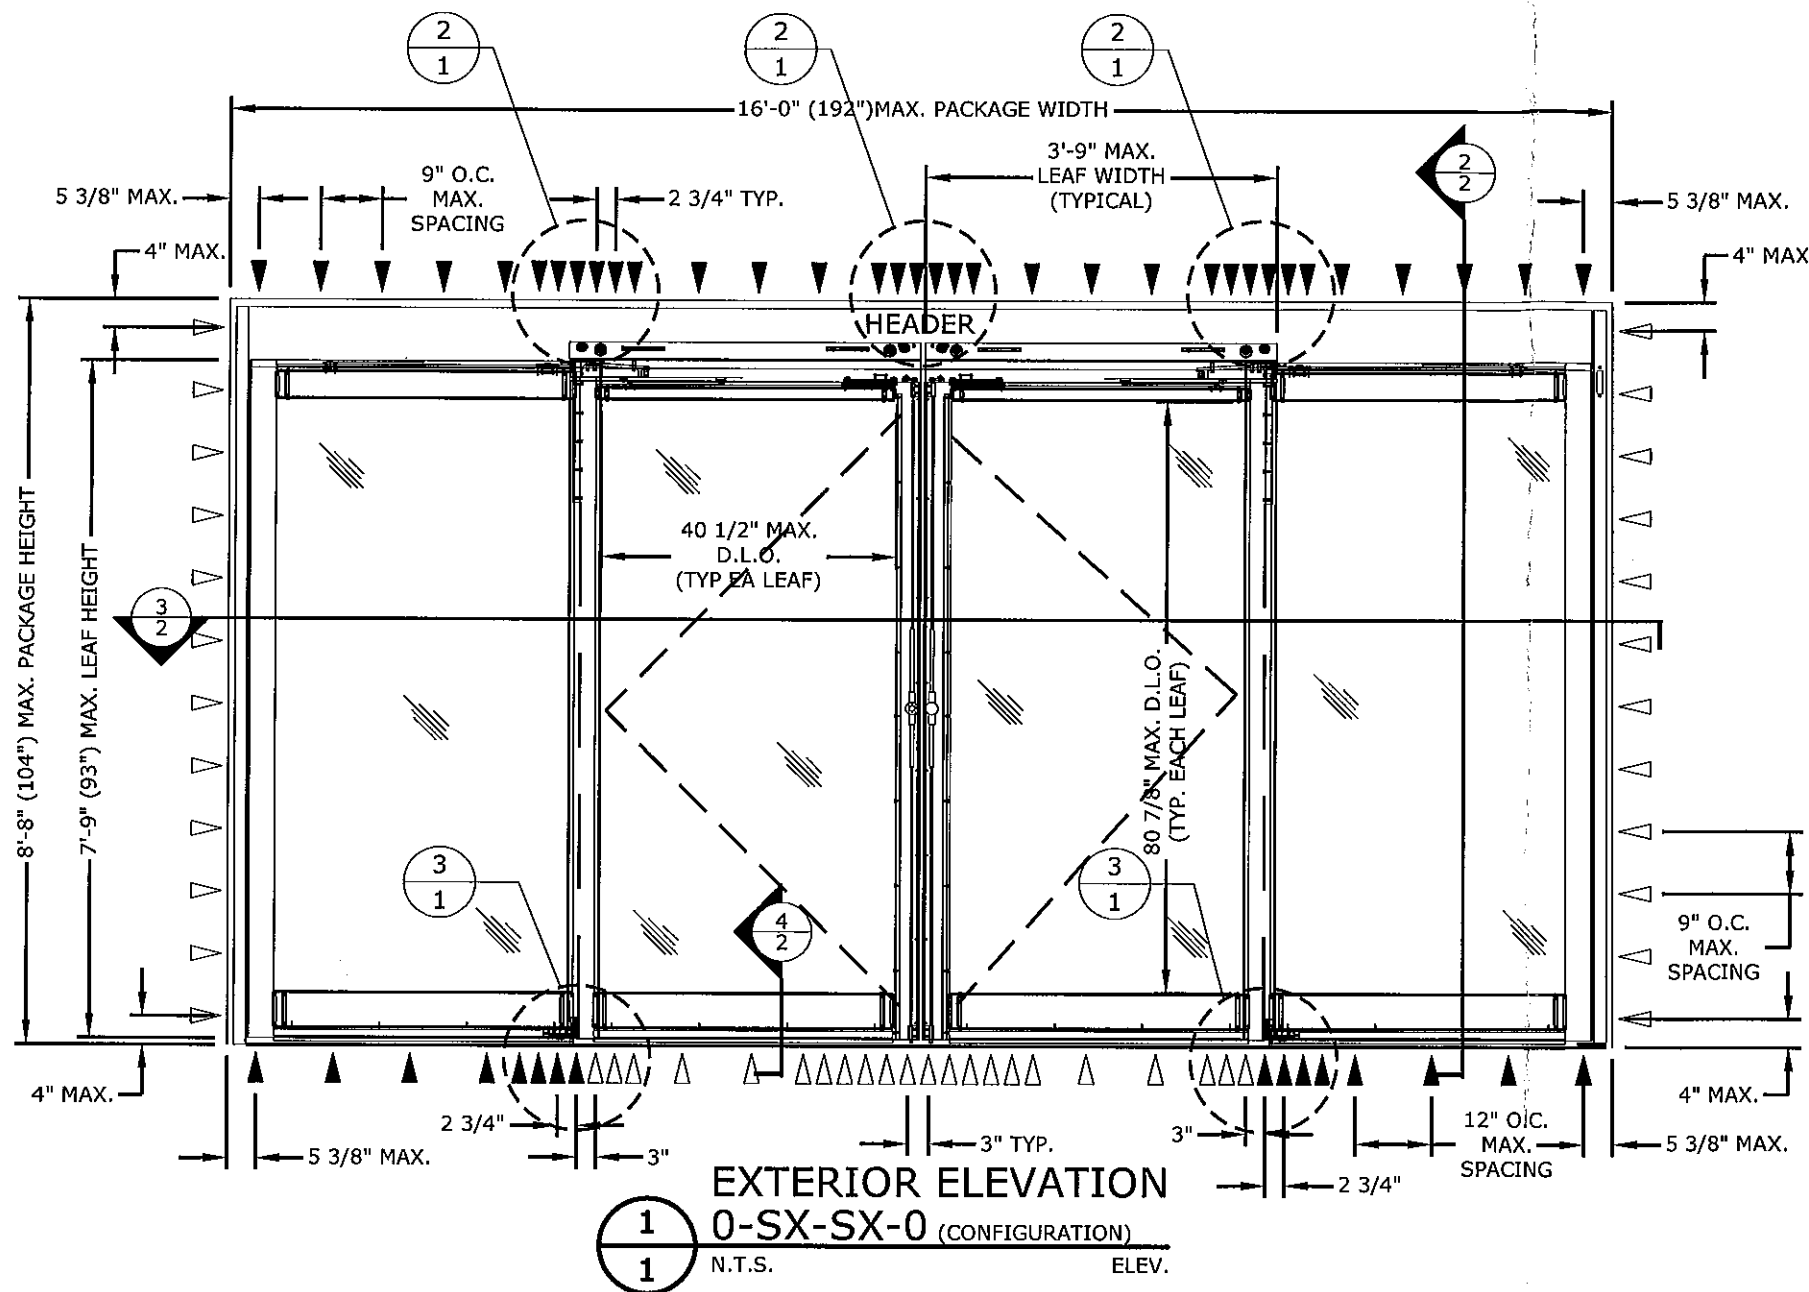 2
1
2
1
2
1
16'-0" (192")MAX. PACKAGE WIDTH
3'-9" MAX.
LEAF WIDTH
(TYPICAL)
2
2
9" O.C.
MAX.
SPACING
5 3/8" MAX.
2 3/4" TYP.
5 3/8" MAX.
4" MAX.
4" MAX
HEADER
8'-8" (104") MAX. PACKAGE HEIGHT
7'-9" (93") MAX. LEAF HEIGHT
40 1/2" MAX.
D.L.O.
(TYP EA LEAF)
3
2
80 7/8" MAX. D.L.O.
(TYP. EACH LEAF)
3
1
3
1
4
2
9" O.C.
MAX.
SPACING
4" MAX.
4" MAX.
2 3/4"
5 3/8" MAX.
3"
3" TYP.
3"
12" O.C.
MAX.
SPACING
5 3/8" MAX.
2 3/4"
EXTERIOR ELEVATION
1
1
0-SX-SX-0 (CONFIGURATION)
N.T.S. ELEV.